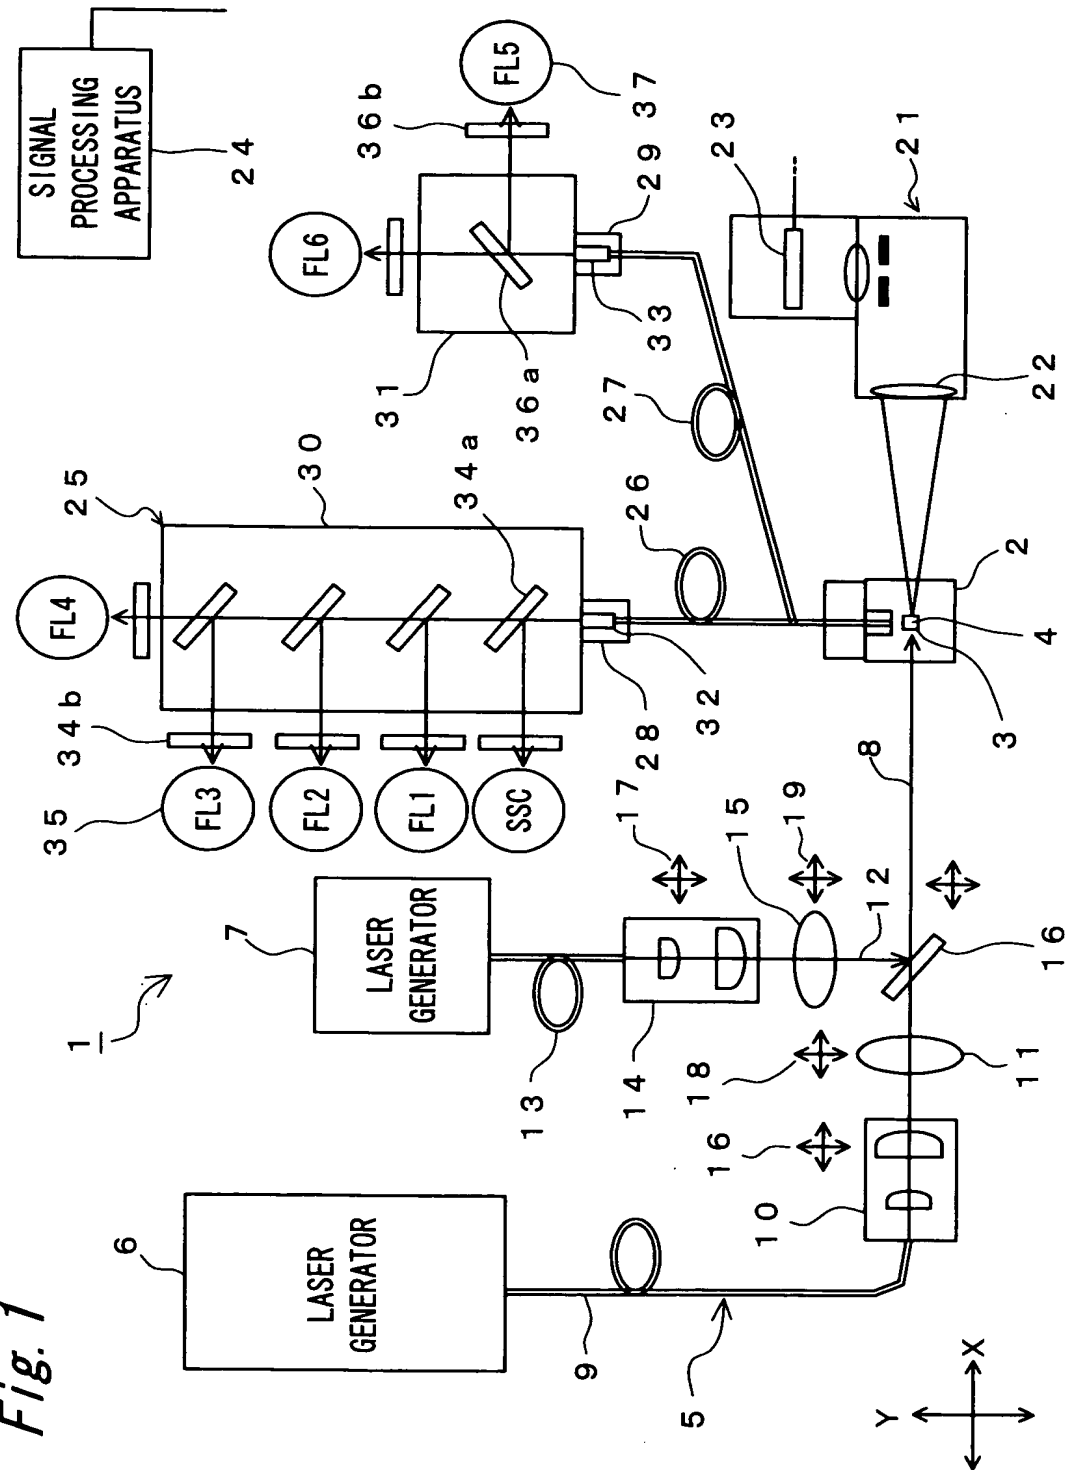 Fig. 1
SIGNAL
PROCESSING
APPARATUS
24
FL5
37
36b
FL6
29
33
31
36a
27
23
21
22
25
30
34a
26
FL4
34b
35
FL3
FL2
FL1
SSC
28
32
2
4
3
8
1
7
LASER
GENERATOR
13
14
17
15
19
12
16
18
11
16
10
6
LASER
GENERATOR
9
5
Y
X